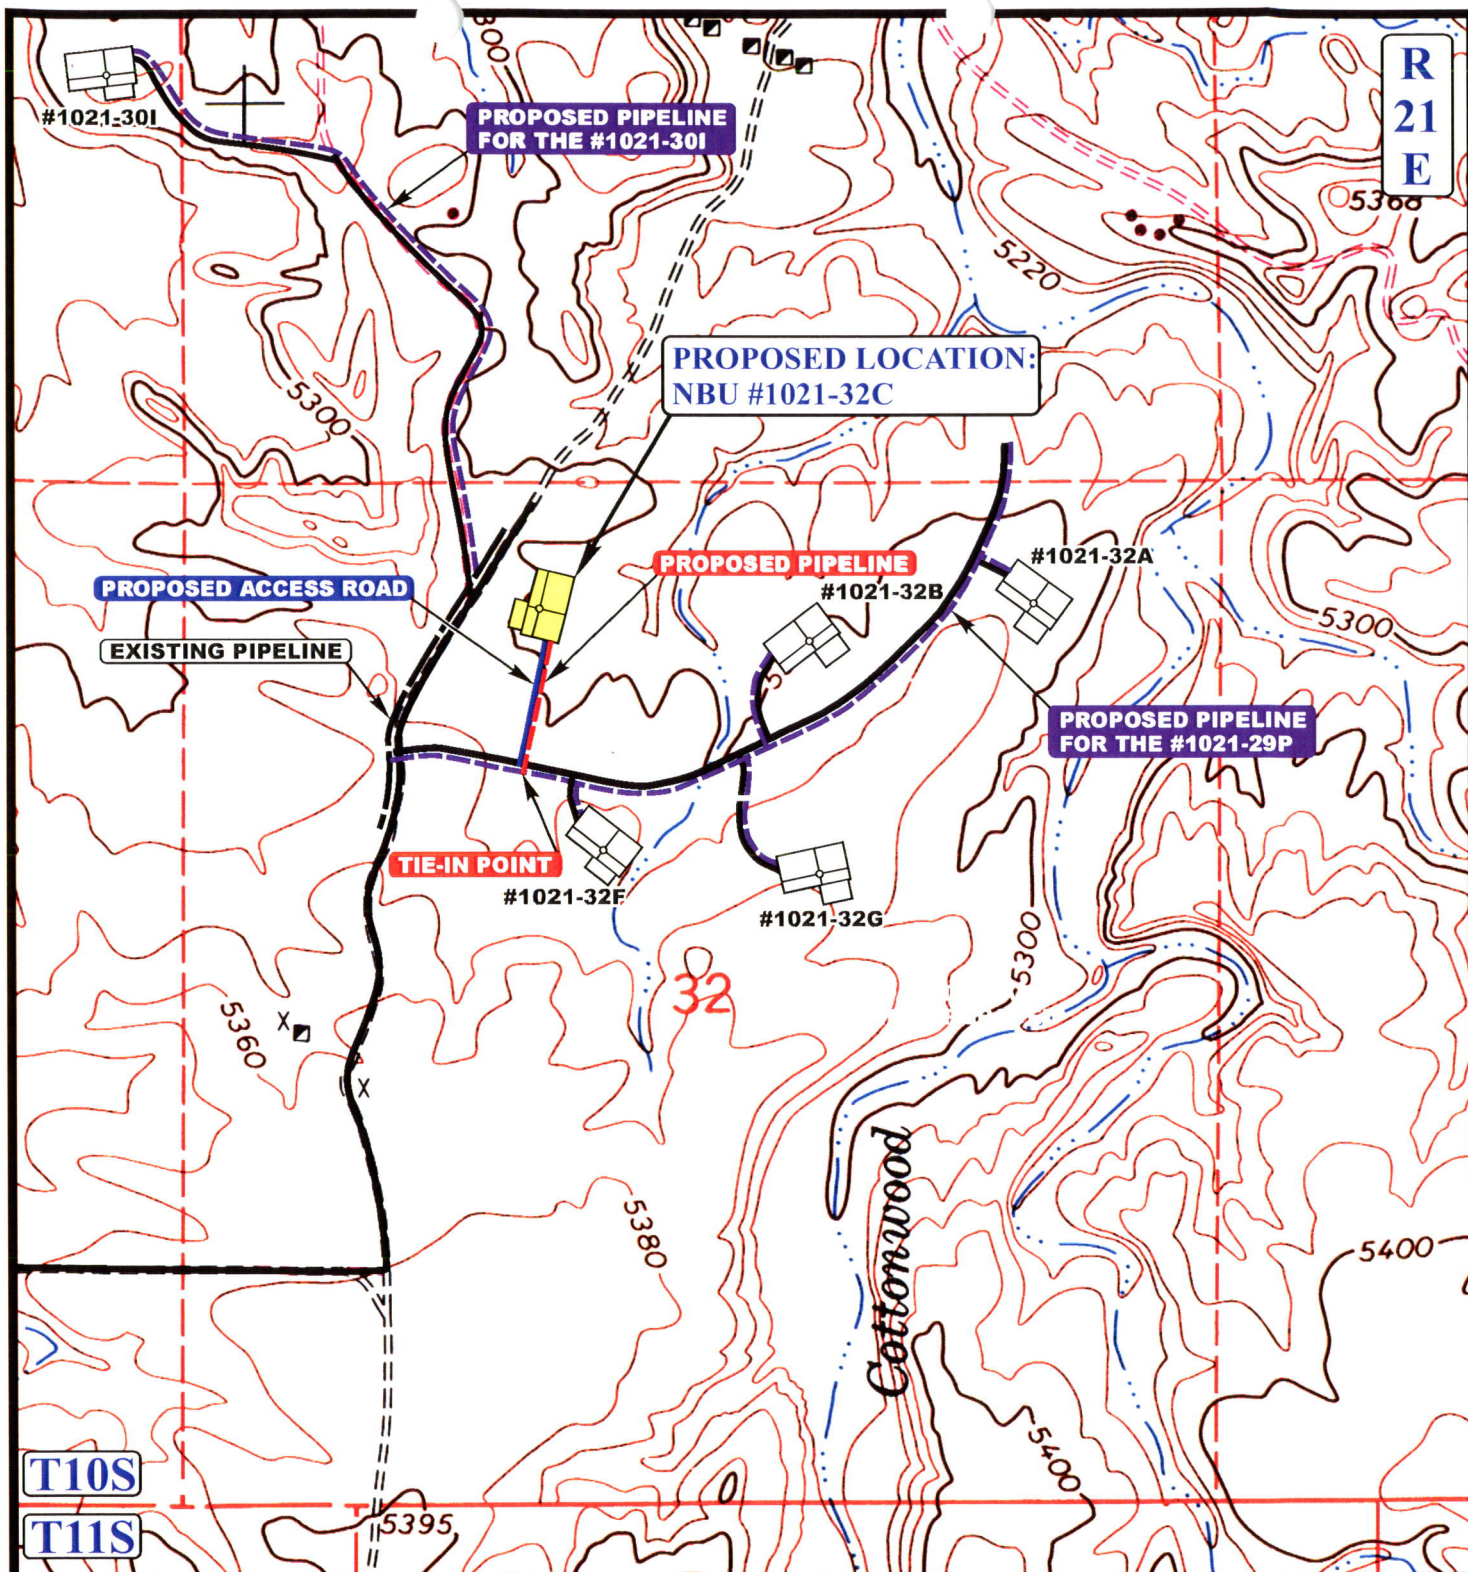 300
R
21
E
#1021-30I
PROPOSED PIPELINE
FOR THE #1021-30I
5368
5220
PROPOSED LOCATION:
NBU #1021-32C
5300
#1021-32A
PROPOSED PIPELINE
#1021-32B
PROPOSED ACCESS ROAD
5300
EXISTING PIPELINE
PROPOSED PIPELINE
FOR THE #1021-29P
TIE-IN POINT
#1021-32F
#1021-32G
5300
32
5360
X
X
Cottonwood
5380
5400
5400
T10S
5395
T11S